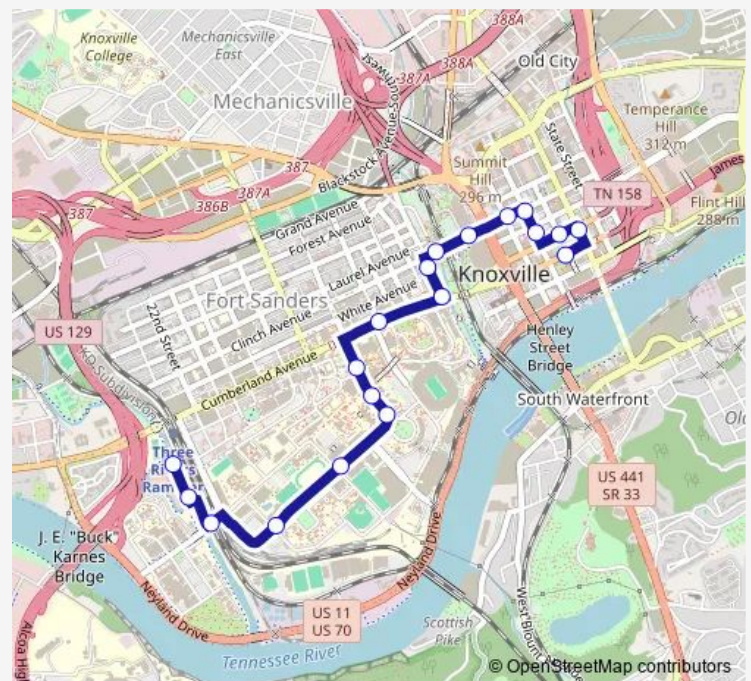 Knoxville
College
Mechanicsville
East
388A
388A
387A
Old City
Mechanicsville
387
Blackstock Avenue
State Street
Temperance
Hill
312 m
Summit
Hill
296 m
TN 158
James
Flint Hill
288 m
387
386B
387A
Grand Avenue
Forest Avenue
Laurel Avenue
White Avenue
Knoxville
Fort Sanders
22nd Street
Clinch Avenue
US 129
Cumberland Avenue
Henley
Street
Bridge
South Waterfront
Three
Ram
US 441
SR 33
J. E. "Buck"
Karnes
Bridge
Neyland Drive
Neyland Drive
US 11
US 70
Scottish
Pike
West Blount
Alcoa Hig
Tennessee River
© OpenStreetMap contributors